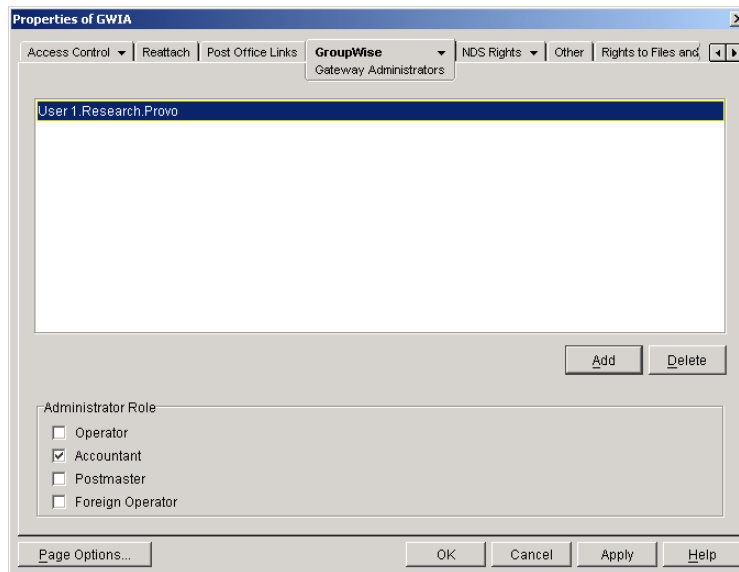 Properties of GWIA
Access Control Reattach Post Office Links GroupWise NDS Rights Other Rights to Files and
Gateway Administrators
User 1.Research.Provo
Add Delete
Administrator Role
Operator
Accountant
Postmaster
Foreign Operator
Page Options... OK Cancel Apply Help